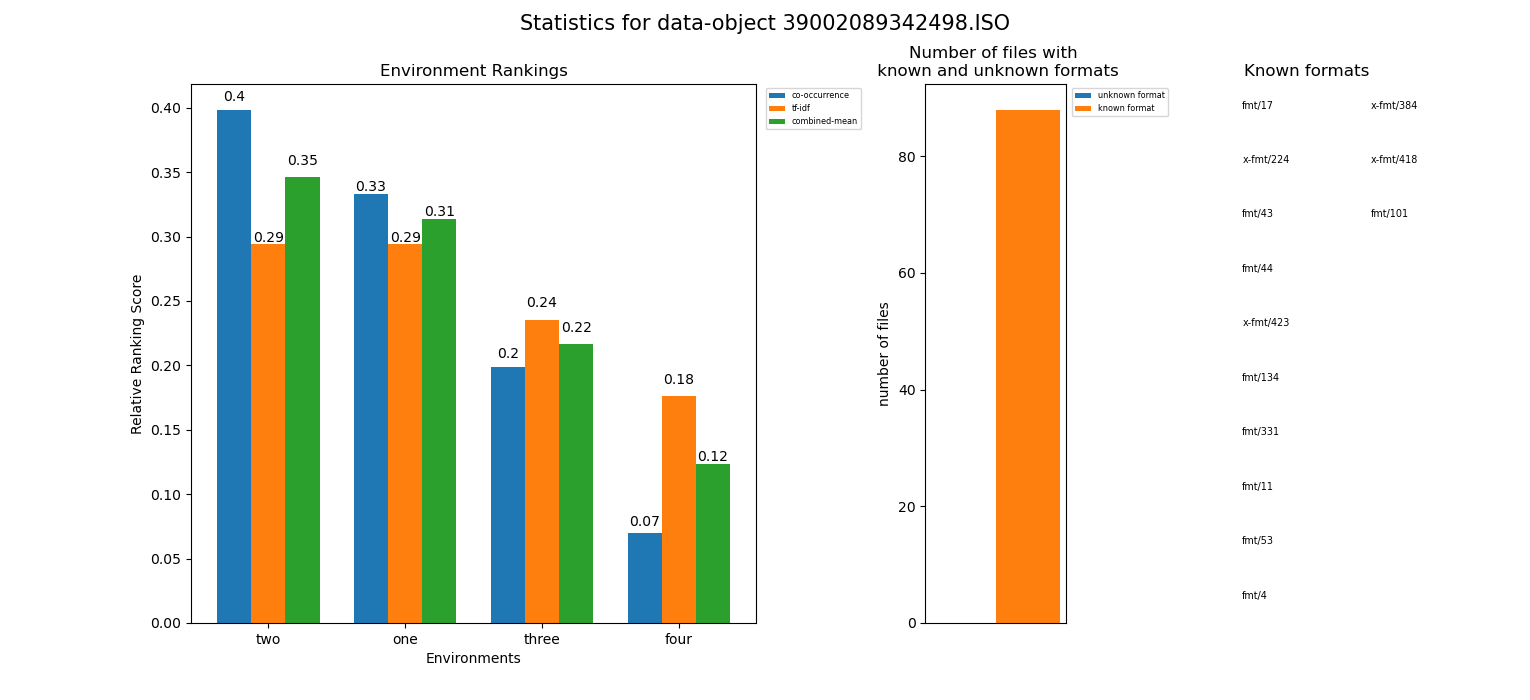 Statistics for data-object 39002089342498.ISO
Environment Rankings
Relative Ranking Score
0.40
0.35
0.30
0.25
0.20
0.15
0.10
0.05
0.00
0.4
0.29
0.35
0.33
0.29
0.31
0.2
0.24
0.22
0.07
0.18
0.12
two one three four
Environments
co-occurrence
tf-idf
combined-mean
Number of files with
known and unknown formats
number of files
80
60
40
20
0
unknown format
known format
Known formats
fmt/17 x-fmt/384
x-fmt/224 x-fmt/418
fmt/43 fmt/101
fmt/44
x-fmt/423
fmt/134
fmt/331
fmt/11
fmt/53
fmt/4